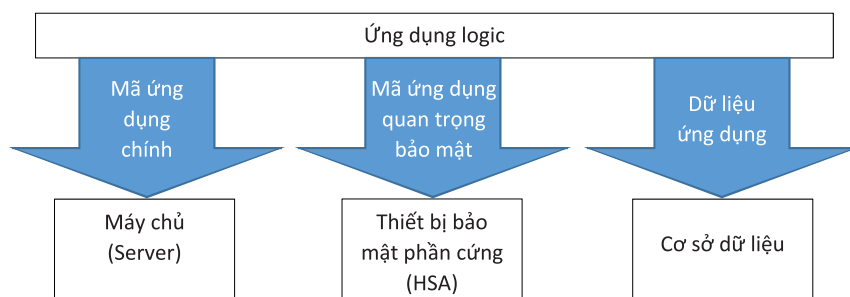 Ứng dụng logic
Mã ứng
dụng
chính
Mã ứng dụng
quan trọng
bảo mật
Dữ liệu
ứng dụng
Máy chủ
(Server)
Thiết bị bảo
mật phần cứng
(HSA)
Cơ sở dữ liệu